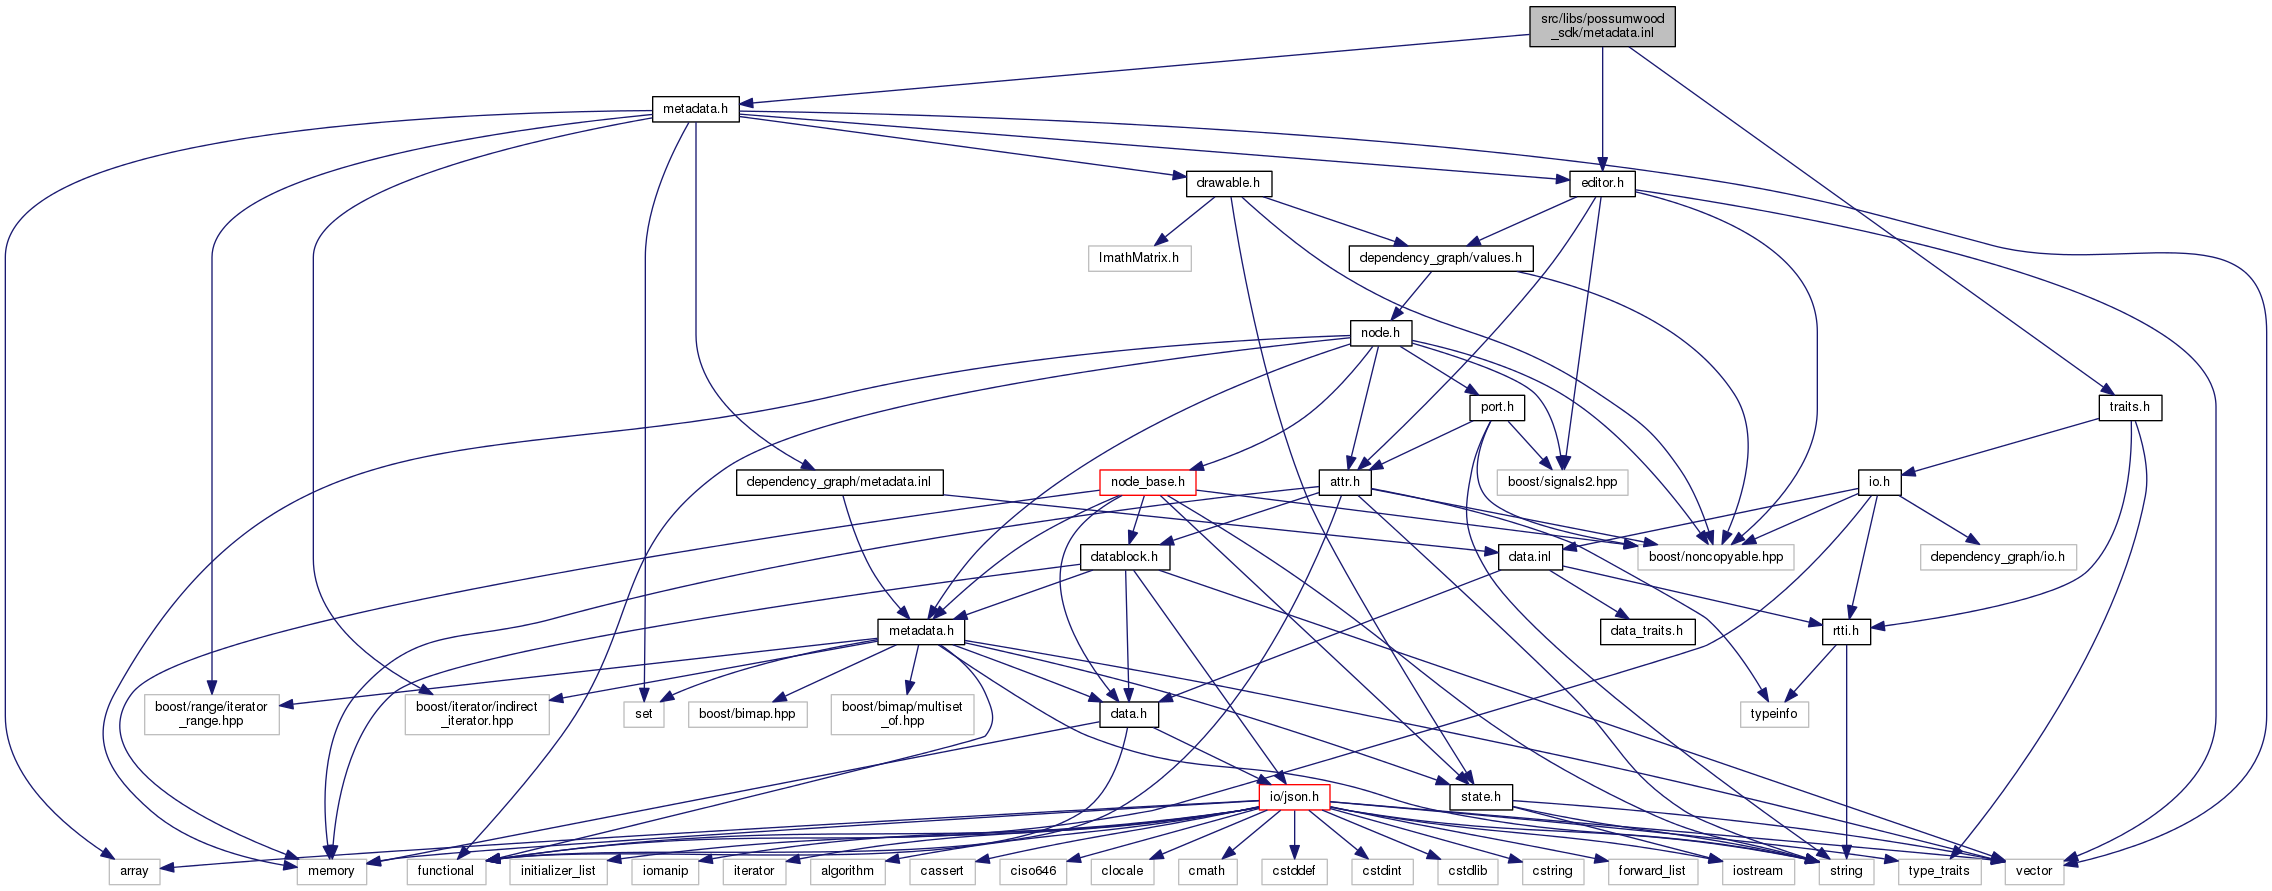 src/libs/possumwood
_sdk/metadata.inl
metadata.h
drawable.h
editor.h
ImathMatrix.h
dependency_graph/values.h
node.h
port.h
traits.h
dependency_graph/metadata.inl
node_base.h
attr.h
boost/signals2.hpp
io.h
datablock.h
data.inl
boost/noncopyable.hpp
dependency_graph/io.h
metadata.h
data_traits.h
rtti.h
boost/range/iterator
_range.hpp
boost/iterator/indirect
_iterator.hpp
set
boost/bimap.hpp
boost/bimap/multiset
_of.hpp
data.h
typeinfo
io/json.h
state.h
array
memory
functional
initializer_list
iomanip
iterator
algorithm
cassert
ciso646
clocale
cmath
cstddef
cstdint
cstdlib
cstring
forward_list
iostream
string
type_traits
vector